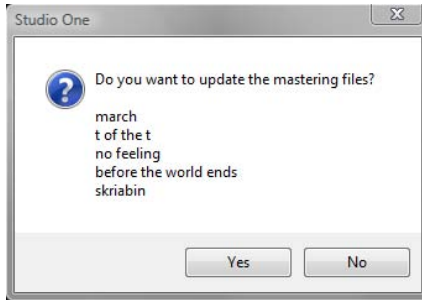 Studio One
Do you want to update the mastering files?
march
t of the t
no feeling
before the world ends
skriabin
Yes
No